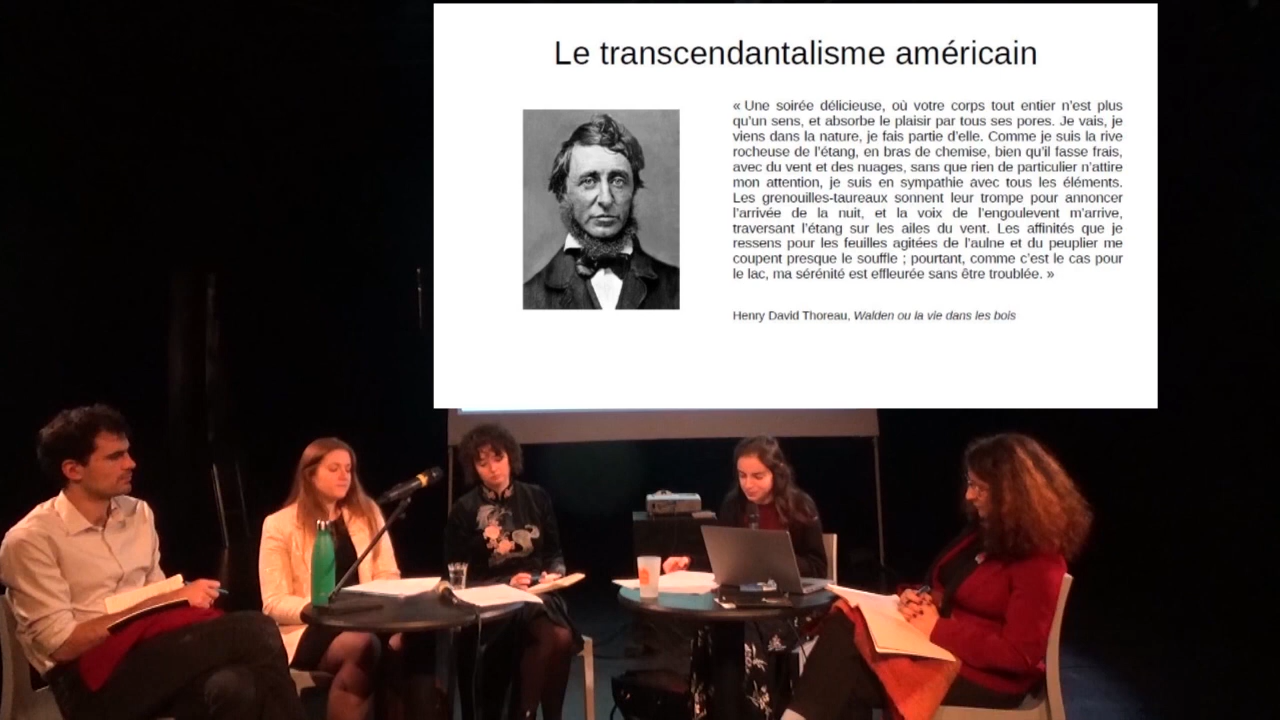 Le transcendantalisme américain
« Une soirée délicieuse, où votre corps tout entier n'est plus
qu'un sens, et absorbe le plaisir par tous ses pores. Je vais, je
viens dans la nature, je fais partie d'elle. Comme je suis la rive
rocheuse de l'étang, en bras de chemise, bien qu'il fasse frais,
avec du vent et des nuages, sans que rien de particulier n'attire
mon attention, je suis en sympathie avec tous les éléments.
Les grenouilles-taureaux sonnent leur trompe pour annoncer
l'arrivée de la nuit, et la voix de l'engoulevent m'arrive,
traversant l'étang sur les ailes du vent. Les affinités que je
ressens pour les feuilles agitées de l'aulne et du peuplier me
coupent presque le souffle ; pourtant, comme c'est le cas pour
le lac, ma sérénité est effleurée sans être troublée. »
Henry David Thoreau, Walden ou la vie dans les bois